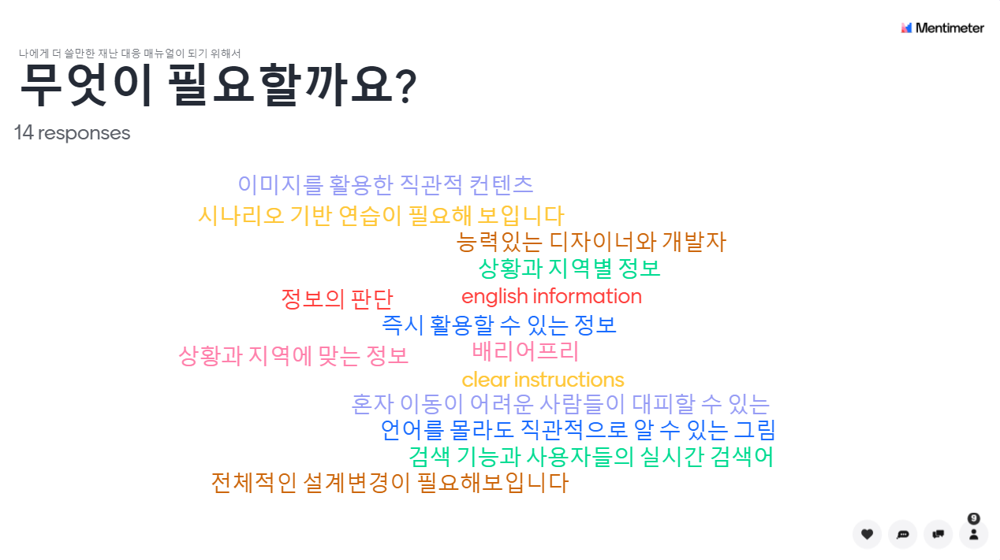 Mentimeter
나에게 더 쓸만한 재난 대응 매뉴얼이 되기 위해서
무엇이 필요할까요?
14 responses
이미지를 활용한 직관적 컨텐츠
시나리오 기반 연습이 필요해 보입니다
능력있는 디자이너와 개발자
상황과 지역별 정보
정보의 판단
english information
즉시 활용할 수 있는 정보
상황과 지역에 맞는 정보
배리어프리
clear instructions
혼자 이동이 어려운 사람들이 대피할 수 있는
언어를 몰라도 직관적으로 알 수 있는 그림
검색 기능과 사용자들의 실시간 검색어
전체적인 설계변경이 필요해보입니다
9